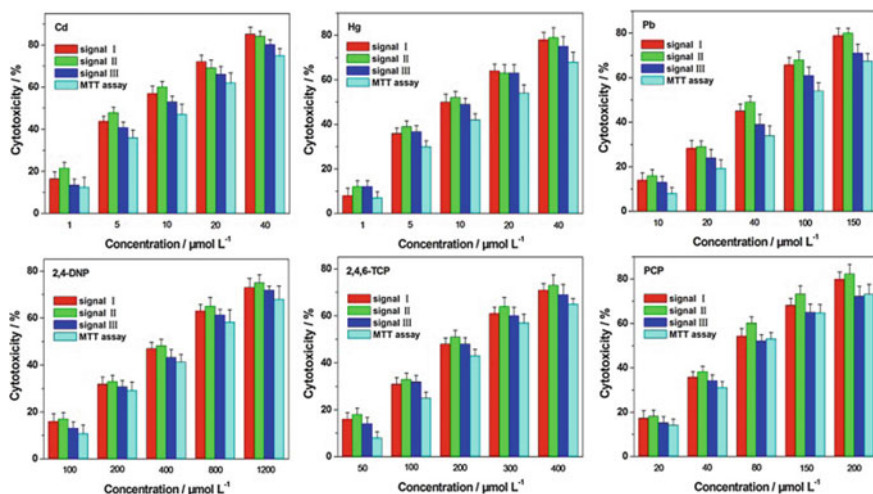 Cd
signal I
signal II
signal III
MTT assay
Cytotoxicity / %
80
60
40
20
0
1 5 10 20 40
Concentration / µmol L-1
Hg
signal I
signal II
signal III
MTT assay
Cytotoxicity / %
80
60
40
20
0
1 5 10 20 40
Concentration / µmol L-1
Pb
signal I
signal II
signal III
MTT assay
Cytotoxicity / %
80
60
40
20
0
10 20 40 100 150
Concentration / µmol L-1
2,4-DNP
signal I
signal II
signal III
MTT assay
Cytotoxicity / %
80
60
40
20
0
100 200 400 800 1200
Concentration / µmol L-1
2,4,6-TCP
signal I
signal II
signal III
MTT assay
Cytotoxicity / %
80
60
40
20
0
50 100 200 300 400
Concentration / µmol L-1
PCP
signal I
signal II
signal III
MTT assay
Cytotoxicity / %
80
60
40
20
0
20 40 80 150 200
Concentration / µmol L-1